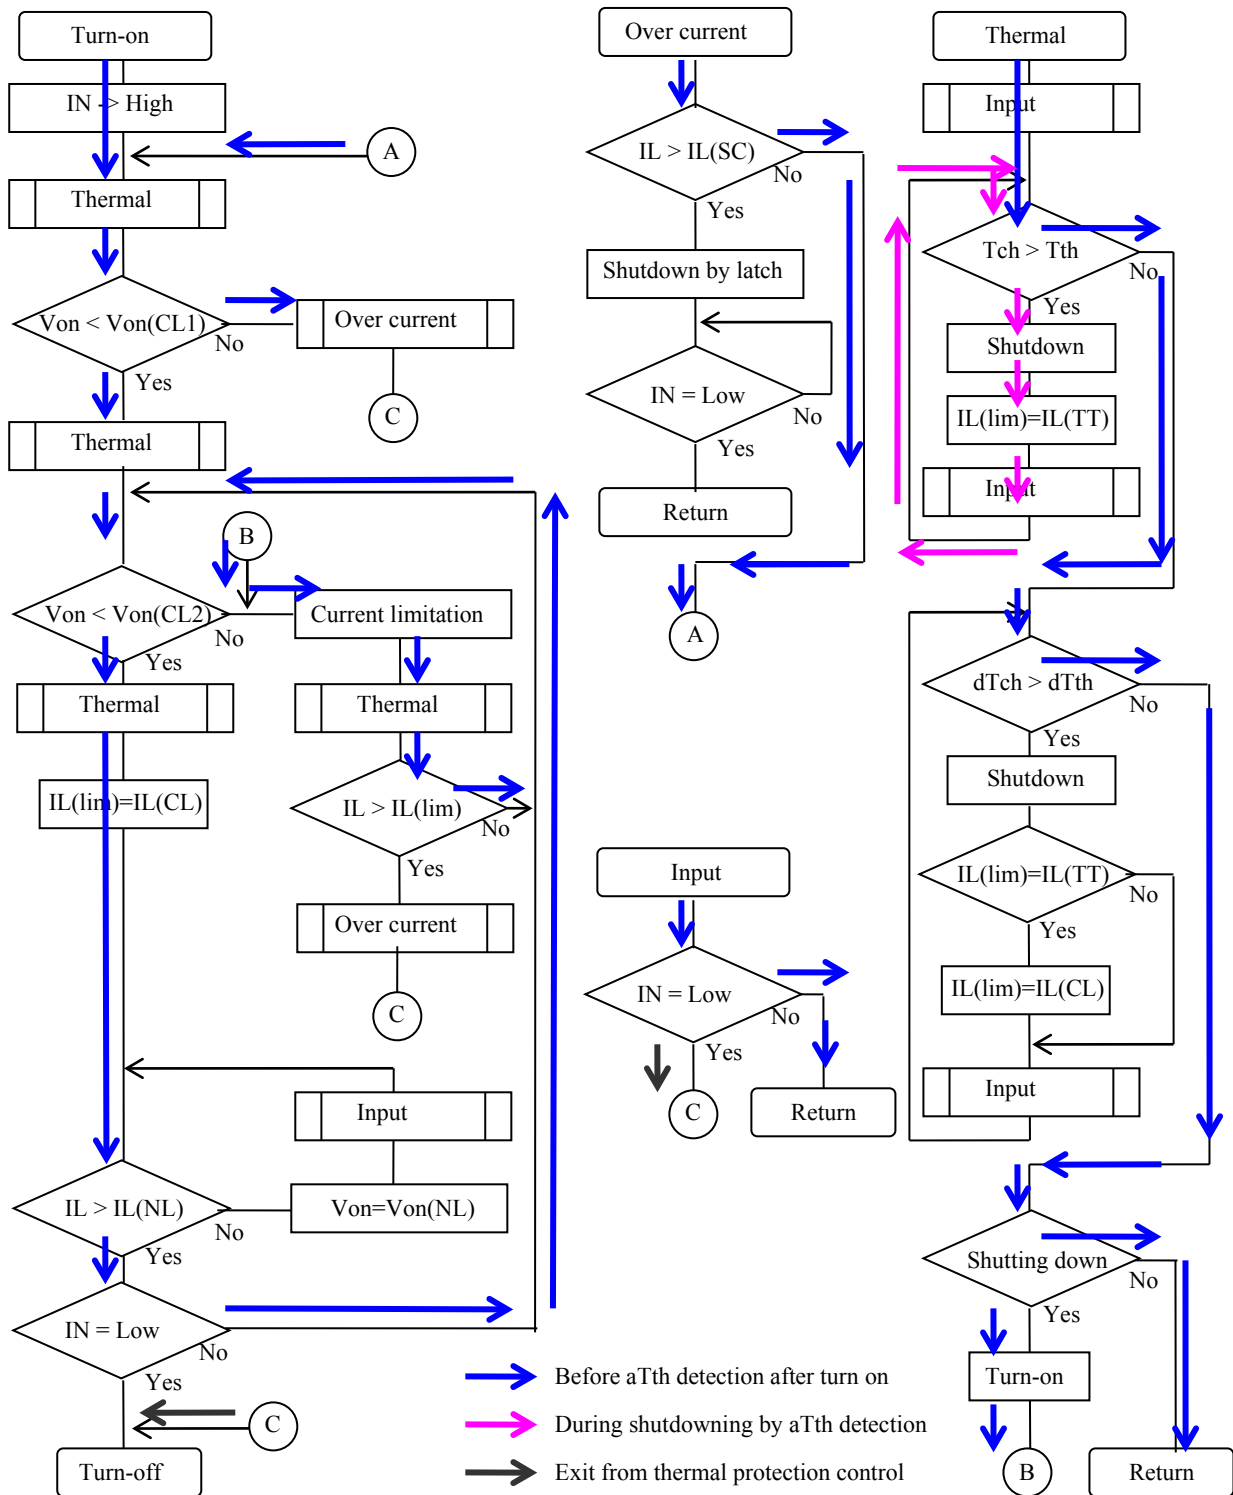 Turn-on
IN -> High
A
Thermal
Von < Von(CL1)
No
Yes
Over current
C
Thermal
B
Von < Von(CL2)
No
Yes
Current limitation
Thermal
Thermal
IL(lim)=IL(CL)
IL > IL(lim)
No
Yes
Over current
C
Input
Von=Von(NL)
IL > IL(NL)
No
Yes
IN = Low
No
Yes
C
Turn-off
Over current
IL > IL(SC)
No
Yes
Shutdown by latch
IN = Low
No
Yes
Return
A
Input
IN = Low
No
Yes
C
Return
Thermal
Input
Tch > Tth
No
Yes
Shutdown
IL(lim)=IL(TT)
Input
dTch > dTth
No
Yes
Shutdown
IL(lim)=IL(TT)
No
Yes
IL(lim)=IL(CL)
Input
Shutting down
No
Yes
Turn-on
B
Return
Before aTth detection after turn on
During shutdowning by aTth detection
Exit from thermal protection control